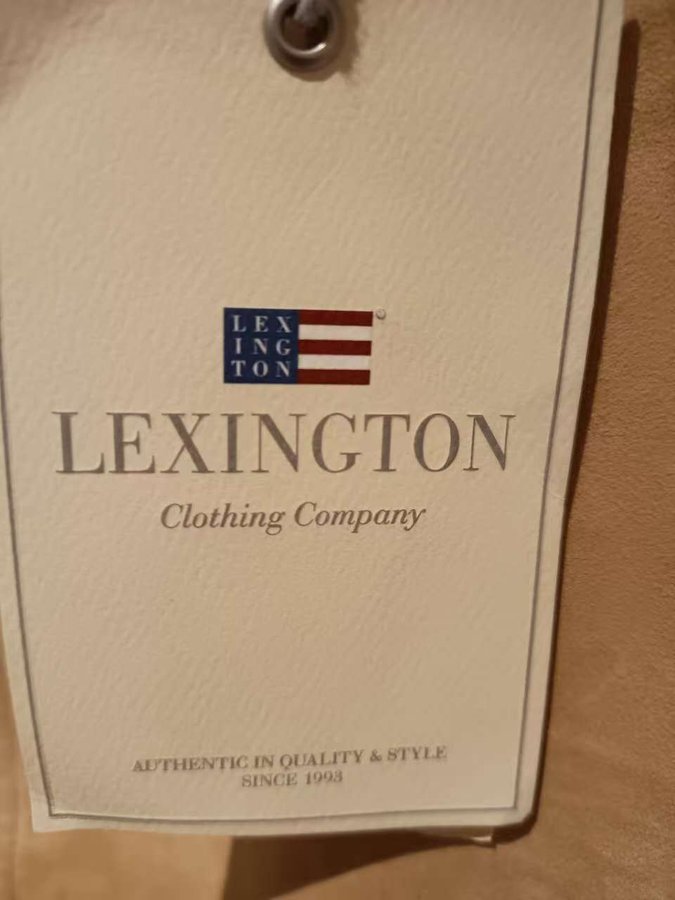 LEX
ING
TON
LEXINGTON
Clothing Company
AUTHENTIC IN QUALITY & STYLE
SINCE 1993